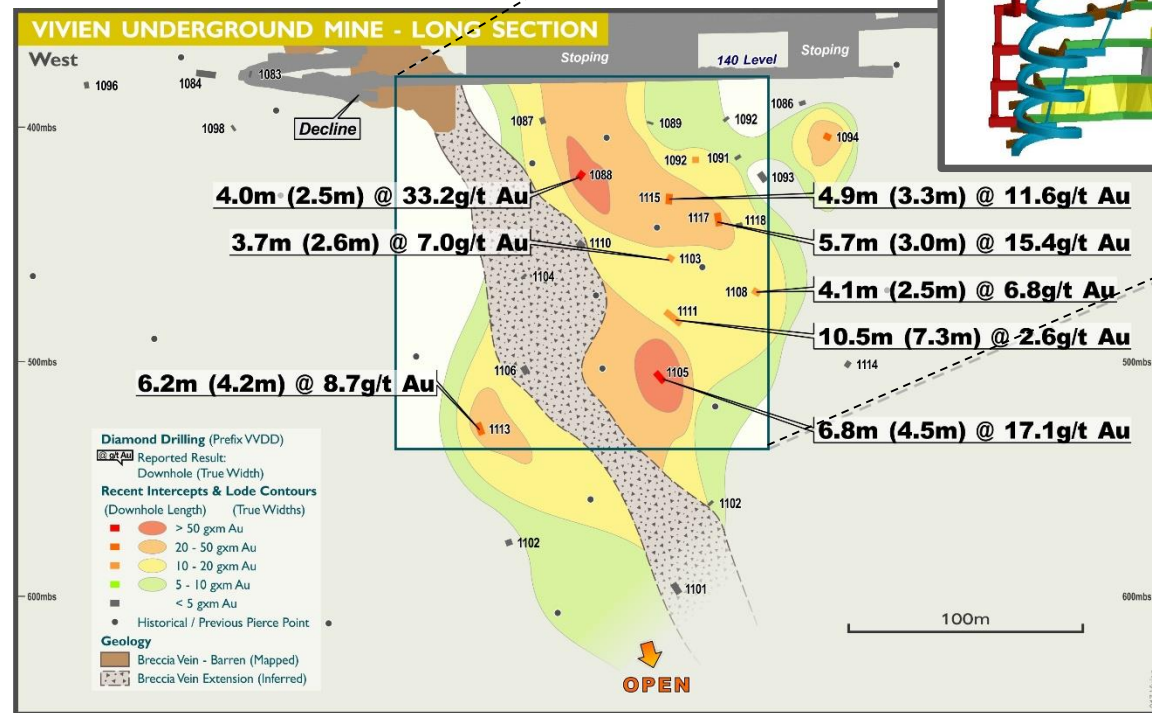 VIVIEN UNDERGROUND MINE - LONG SECTION
West
Stoping
140 Level
Stoping
1096
1084
1083
1098
Decline
400mbs
1087
1089
1092
1086
1094
1092
1091
1093
1088
4.0m (2.5m) @ 33.2g/t Au
1115
4.9m (3.3m) @ 11.6g/t Au
1117
1118
3.7m (2.6m) @ 7.0g/t Au
1110
5.7m (3.0m) @ 15.4g/t Au
1103
1104
1108
4.1m (2.5m) @ 6.8g/t Au
1111
10.5m (7.3m) @ 2.6g/t Au
500mbs
500mbs
1114
1106
1105
6.2m (4.2m) @ 8.7g/t Au
1113
6.8m (4.5m) @ 17.1g/t Au
Diamond Drilling (Prefix VVDD)
@ g/t Au Reported Result:
Downhole (True Width)
Recent Intercepts & Lode Contours
(Downhole Length) (True Widths)
> 50 gxm Au
20 - 50 gxm Au
10 - 20 gxm Au
5 - 10 gxm Au
< 5 gxm Au
Historical / Previous Pierce Point
Geology
Breccia Vein - Barren (Mapped)
Breccia Vein Extension (Inferred)
1102
1102
1101
600mbs
600mbs
100m
OPEN